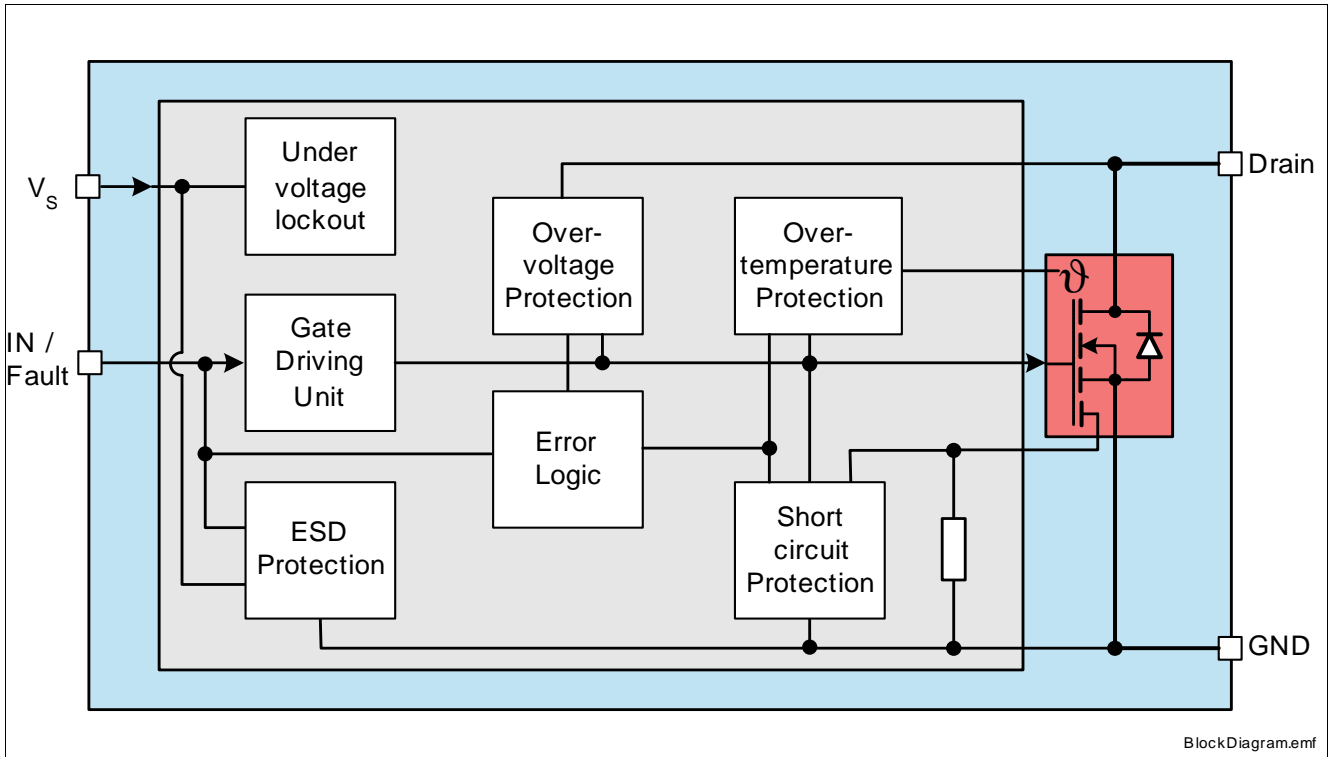 Under
voltage
lockout
Drain
V_S
Over-
voltage
Protection
Over-
temperature
Protection
ϑ
IN /
Fault
Gate
Driving
Unit
Error
Logic
ESD
Protection
Short
circuit
Protection
GND
BlockDiagram.emf